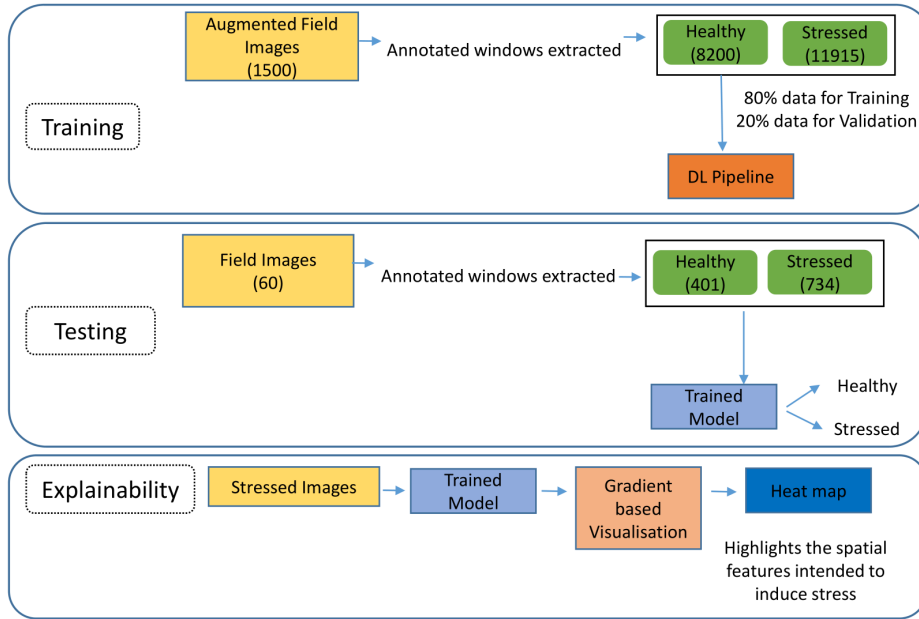 Augmented Field
Images
(1500)
Annotated windows extracted
Healthy
(8200)
Stressed
(11915)
Training
80% data for Training
20% data for Validation
DL Pipeline
Field Images
(60)
Annotated windows extracted
Healthy
(401)
Stressed
(734)
Testing
Trained
Model
Healthy
Stressed
Explainability
Stressed Images
Trained
Model
Gradient
based
Visualisation
Heat map
Highlights the spatial
features intended to
induce stress